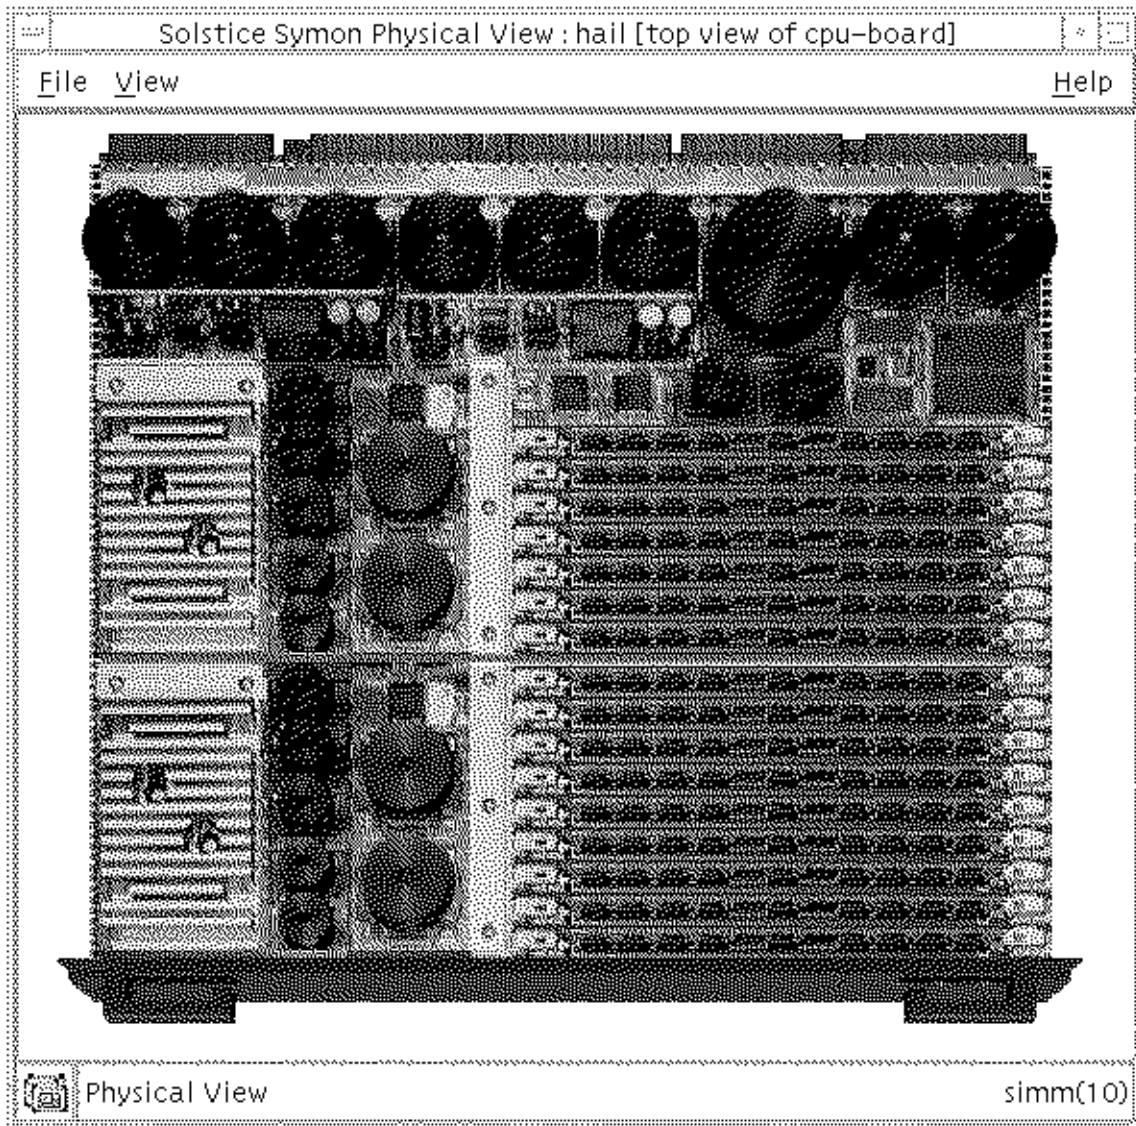 Solstice Symon Physical View : hail [top view of cpu-board]
File View Help
Physical View simm(10)